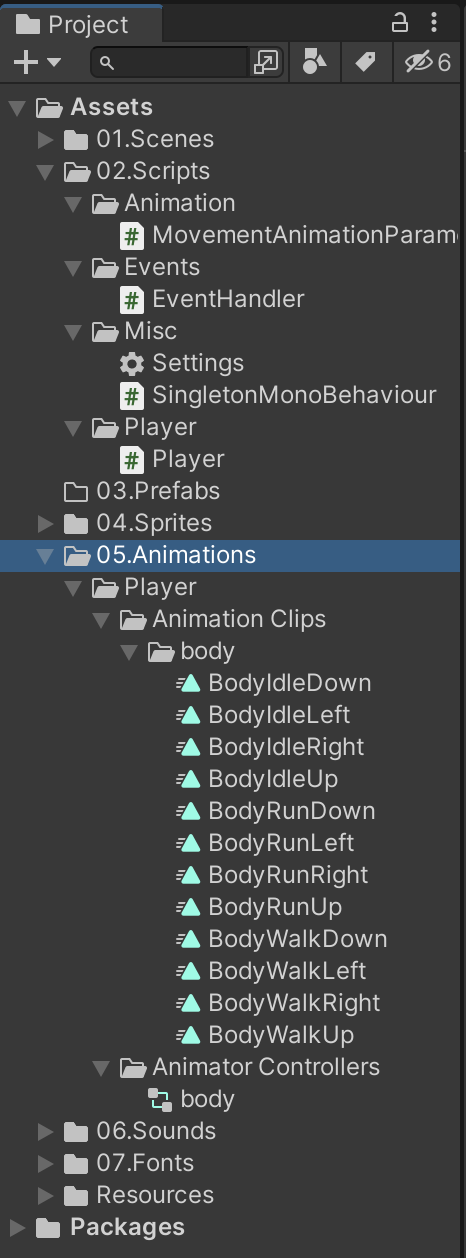 Project
6
Assets
01.Scenes
02.Scripts
Animation
MovementAnimationParam
Events
EventHandler
Misc
Settings
SingletonMonoBehaviour
Player
Player
03.Prefabs
04.Sprites
05.Animations
Player
Animation Clips
body
BodyIdleDown
BodyIdleLeft
BodyIdleRight
BodyIdleUp
BodyRunDown
BodyRunLeft
BodyRunRight
BodyRunUp
BodyWalkDown
BodyWalkLeft
BodyWalkRight
BodyWalkUp
Animator Controllers
body
06.Sounds
07.Fonts
Resources
Packages